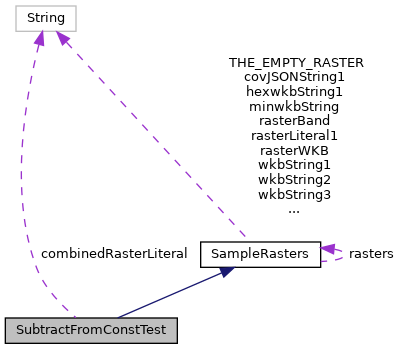 String
THE_EMPTY_RASTER
covJSONString1
hexwkbString1
minwkbString
rasterBand
rasterLiteral1
rasterWKB
wkbString1
wkbString2
wkbString3
...
combinedRasterLiteral
SampleRasters
rasters
SubtractFromConstTest